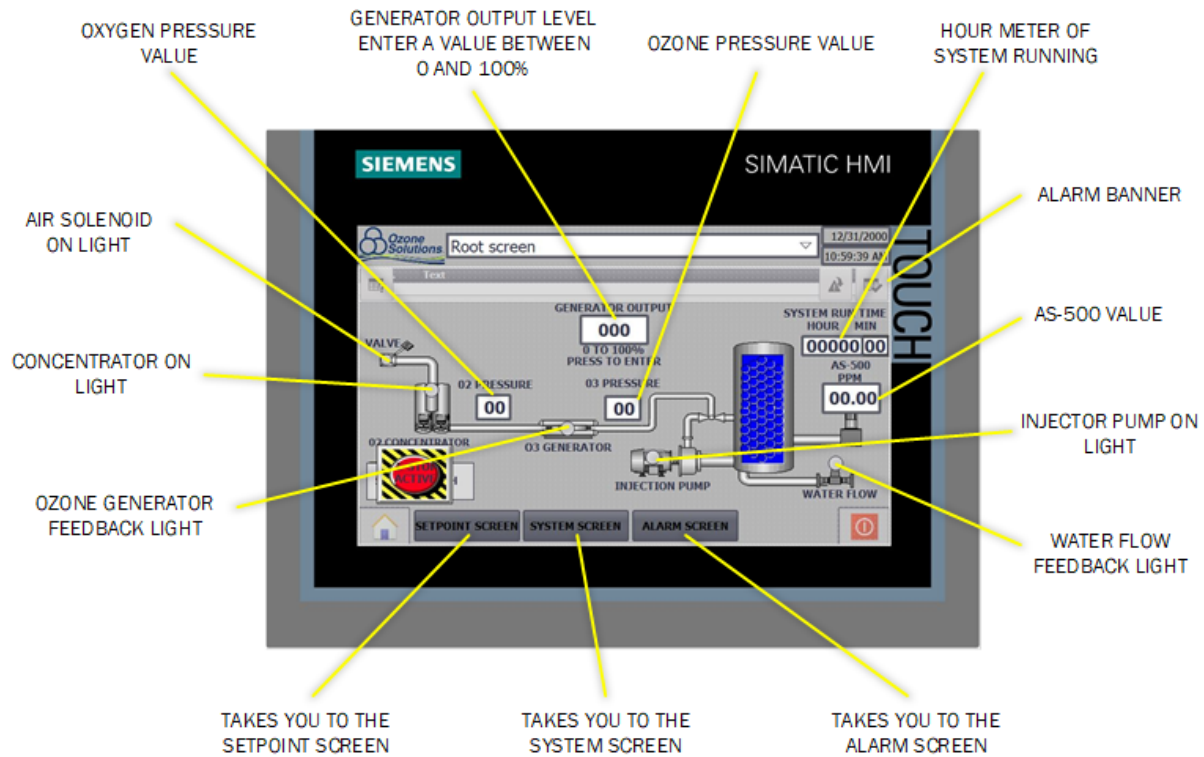 OXYGEN PRESSURE
VALUE
GENERATOR OUTPUT LEVEL
ENTER A VALUE BETWEEN
0 AND 100%
OZONE PRESSURE VALUE
HOUR METER OF
SYSTEM RUNNING
SIEMENS
SIMATIC HMI
AIR SOLENOID
ON LIGHT
ALARM BANNER
TOUCH
Ozone
Solutions
Root screen
12/31/2000
10:59:39 AM
Text
GENERATOR OUTPUT
000
0 TO 100%
PRESS TO ENTER
SYSTEM RUN TIME
HOUR MIN
00000 00
AS-500 VALUE
VALVE
CONCENTRATOR ON
LIGHT
02 PRESSURE
00
03 PRESSURE
00
AS-500
PPM
00.00
INJECTOR PUMP ON
LIGHT
02 CONCENTRATOR
03 GENERATOR
ACTIVE
INJECTION PUMP
WATER FLOW
OZONE GENERATOR
FEEDBACK LIGHT
SETPOINT SCREEN
SYSTEM SCREEN
ALARM SCREEN
WATER FLOW
FEEDBACK LIGHT
TAKES YOU TO THE
SETPOINT SCREEN
TAKES YOU TO THE
SYSTEM SCREEN
TAKES YOU TO THE
ALARM SCREEN